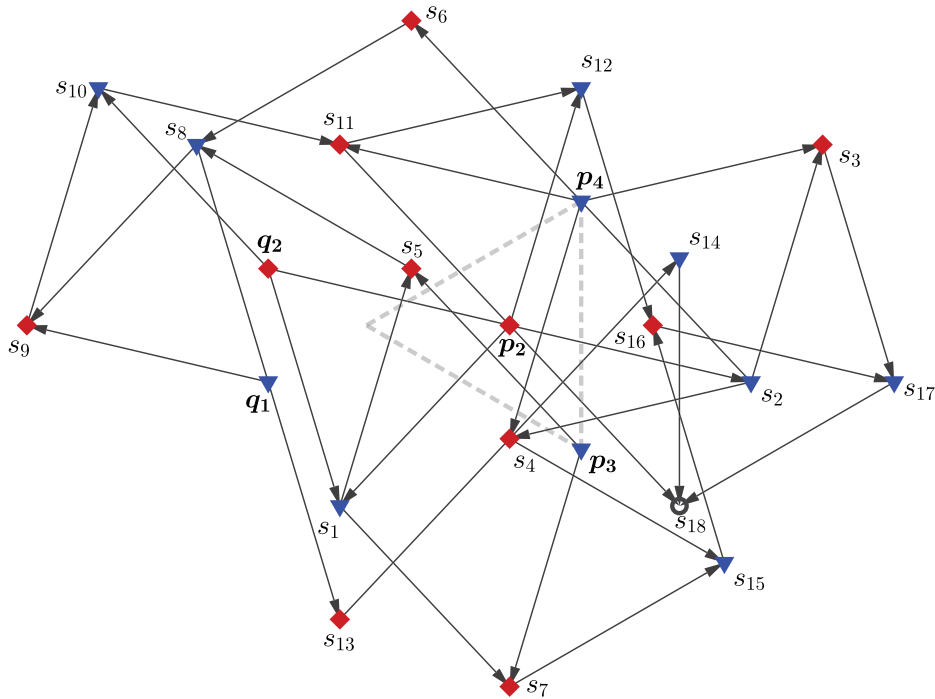 s₆
s₁₀
s₁₂
s₁₁
s₈
s₃
p₄
q₂
s₅
s₁₄
s₉
p₂
s₁₆
q₁
s₂
s₁₇
s₄
p₃
s₁
s₁₈
s₁₅
s₁₃
s₇